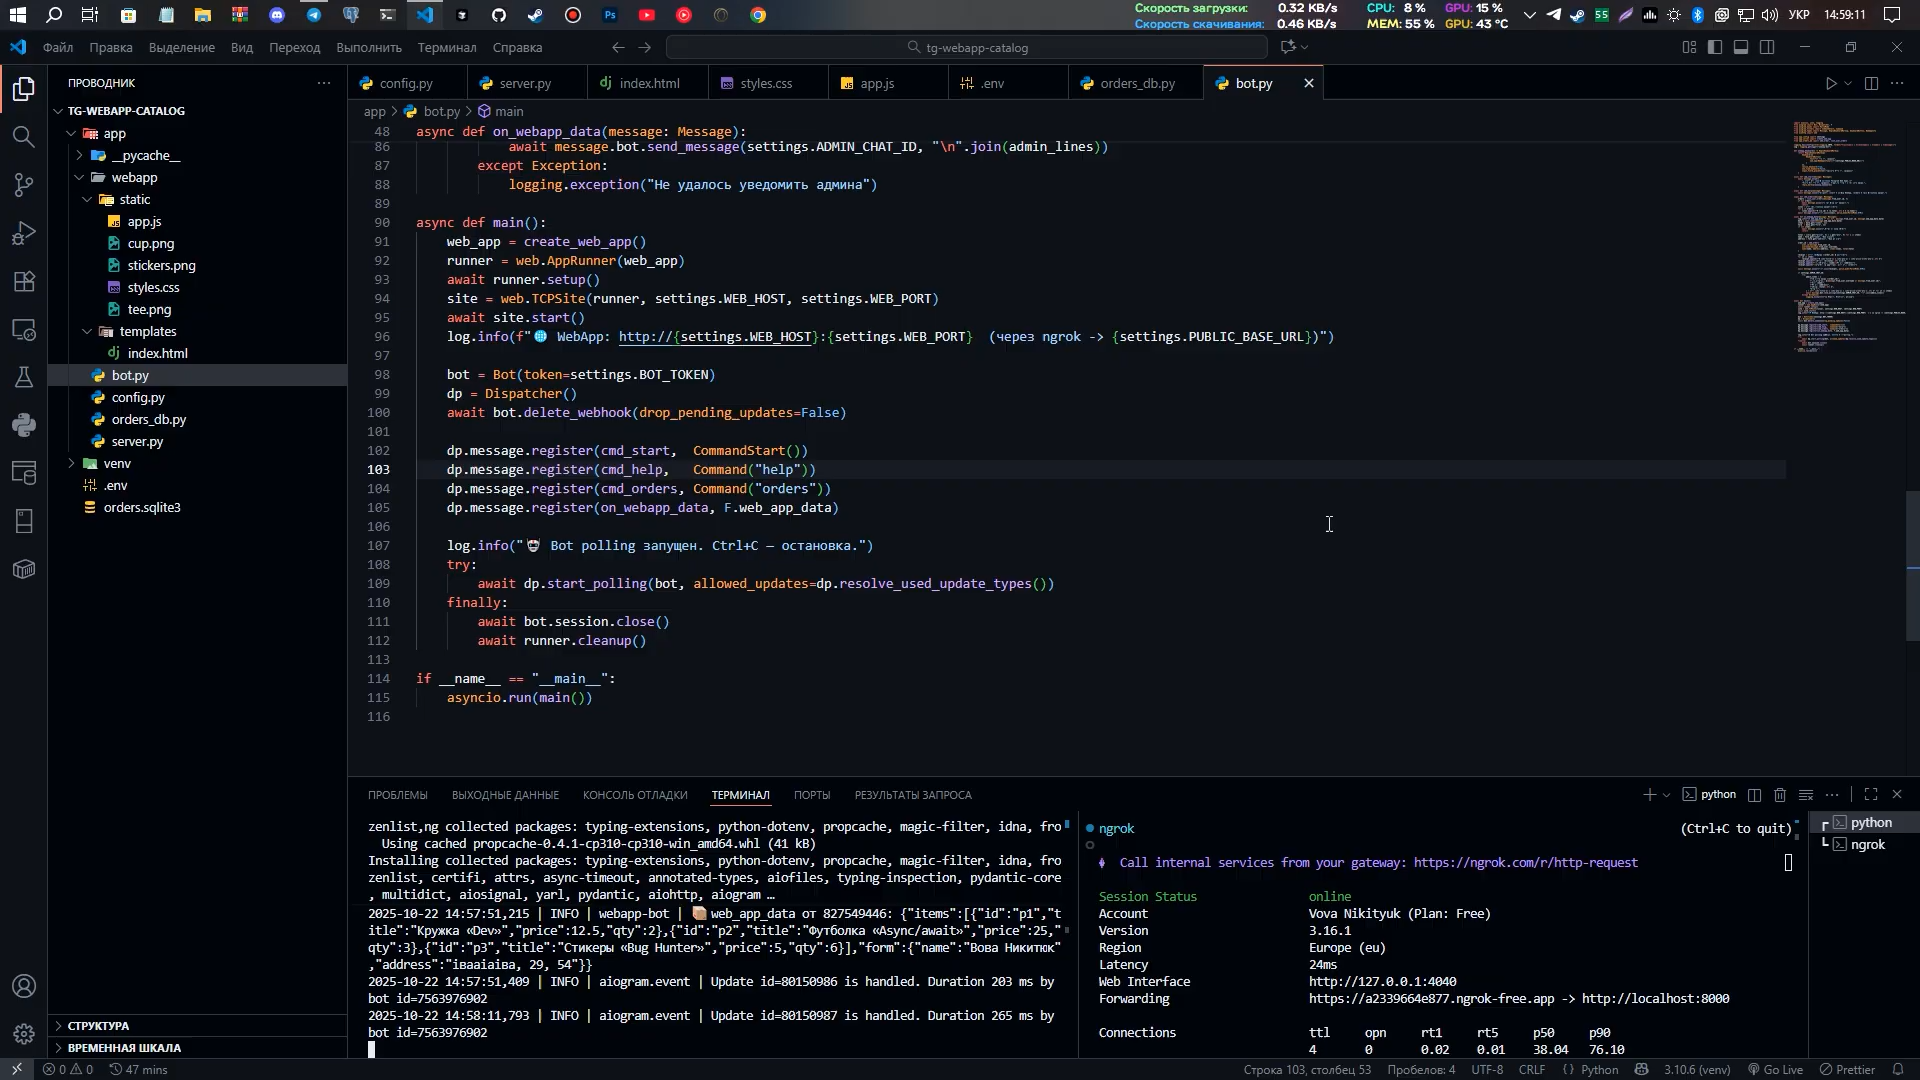 Скорость загрузки: 0.32 KB/s CPU: 8 % GPU: 15 %
Скорость скачивания: 0.46 KB/s MEM: 55 % GPU: 43 °C
55 УКР 14:59:11
Файл Правка Выделение Вид Переход Выполнить Терминал Справка
tg-webapp-catalog
ПРОВОДНИК
TG-WEBAPP-CATALOG
app
__pycache__
webapp
static
app.js
cup.png
stickers.png
styles.css
tee.png
templates
index.html
bot.py
config.py
orders_db.py
server.py
venv
.env
orders.sqlite3
СТРУКТУРА
ВРЕМЕННАЯ ШКАЛА
config.py server.py index.html styles.css app.js .env orders_db.py bot.py
app > bot.py > main
48 async def on_webapp_data(message: Message):
86 await message.bot.send_message(settings.ADMIN_CHAT_ID, "\n".join(admin_lines))
87 except Exception:
88 logging.exception("Не удалось уведомить админа")
89
90 async def main():
91 web_app = create_web_app()
92 runner = web.AppRunner(web_app)
93 await runner.setup()
94 site = web.TCPSite(runner, settings.WEB_HOST, settings.WEB_PORT)
95 await site.start()
96 log.info(f"🌐 WebApp: http://{settings.WEB_HOST}:{settings.WEB_PORT} (через ngrok -> {settings.PUBLIC_BASE_URL})")
97
98 bot = Bot(token=settings.BOT_TOKEN)
99 dp = Dispatcher()
100 await bot.delete_webhook(drop_pending_updates=False)
101
102 dp.message.register(cmd_start, CommandStart())
103 dp.message.register(cmd_help, Command("help"))
104 dp.message.register(cmd_orders, Command("orders"))
105 dp.message.register(on_webapp_data, F.web_app_data)
106
107 log.info("🤖 Bot polling запущен. Ctrl+C — остановка.")
108 try:
109 await dp.start_polling(bot, allowed_updates=dp.resolve_used_update_types())
110 finally:
111 await bot.session.close()
112 await runner.cleanup()
113
114 if __name__ == "__main__":
115 asyncio.run(main())
116
ПРОБЛЕМЫ ВЫХОДНЫЕ ДАННЫЕ КОНСОЛЬ ОТЛАДКИ ТЕРМИНАЛ ПОРТЫ РЕЗУЛЬТАТЫ ЗАПРОСА
python
zenlist,ng collected packages: typing-extensions, python-dotenv, propcache, magic-filter, idna, fro
Using cached propcache-0.4.1-cp310-cp310-win_amd64.whl (41 kB)
Installing collected packages: typing-extensions, python-dotenv, propcache, magic-filter, idna, fro
zenlist, certifi, attrs, async-timeout, annotated-types, aiofiles, typing-inspection, pydantic-core
, multidict, aiosignal, yarl, pydantic, aiohttp, aiogram …
2025-10-22 14:57:51,215 | INFO | webapp-bot | 📦 web_app_data от 827549446: {"items":[{"id":"p1","t
itle":"Кружка «Dev»","price":12.5,"qty":2},{"id":"p2","title":"Футболка «Async/await»","price":25,"
qty":3},{"id":"p3","title":"Стикеры «Bug Hunter»","price":5,"qty":6}],"form":{"name":"Вова Никитюк"
,"address":"іваaіаіва, 29, 54"}}
2025-10-22 14:57:51,409 | INFO | aiogram.event | Update id=80150986 is handled. Duration 203 ms by
bot id=7563976902
2025-10-22 14:58:11,793 | INFO | aiogram.event | Update id=80150987 is handled. Duration 265 ms by
bot id=7563976902
ngrok (Ctrl+C to quit)
Call internal services from your gateway: https://ngrok.com/r/http-request
Session Status online
Account Vova Nikityuk (Plan: Free)
Version 3.16.1
Region Europe (eu)
Latency 24ms
Web Interface http://127.0.0.1:4040
Forwarding https://a2339664e877.ngrok-free.app -> http://localhost:8000
Connections ttl opn rt1 rt5 p50 p90
4 0 0.02 0.01 38.04 76.10
python
ngrok
0 0 47 mins
Строка 103, столбец 53 Пробелов: 4 UTF-8 CRLF {} Python 3.10.6 (venv) Go Live Prettier